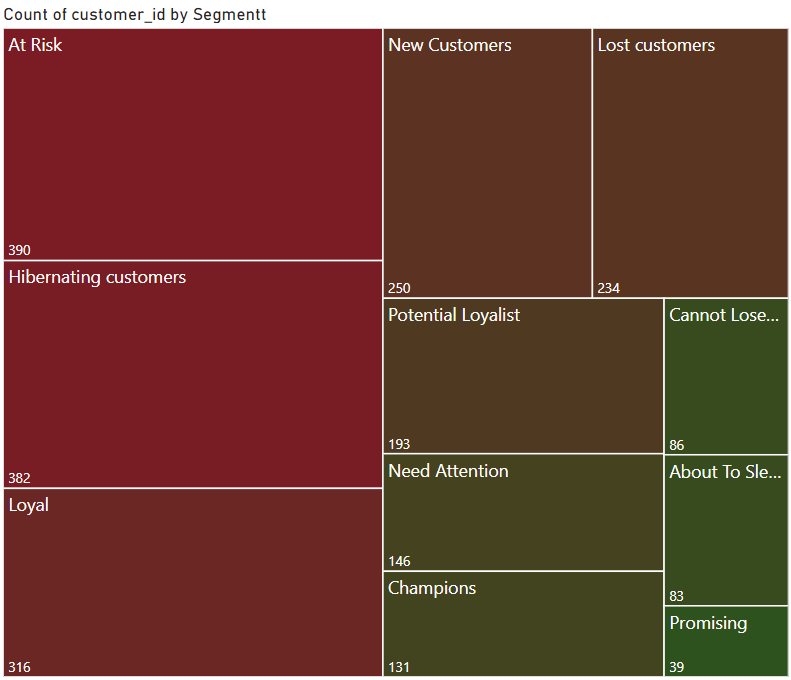 Count of customer_id by Segmentt
At Risk
390
Hibernating customers
382
Loyal
316
New Customers
250
Lost customers
234
Potential Loyalist
193
Need Attention
146
Champions
131
Cannot Lose...
86
About To Sle...
83
Promising
39